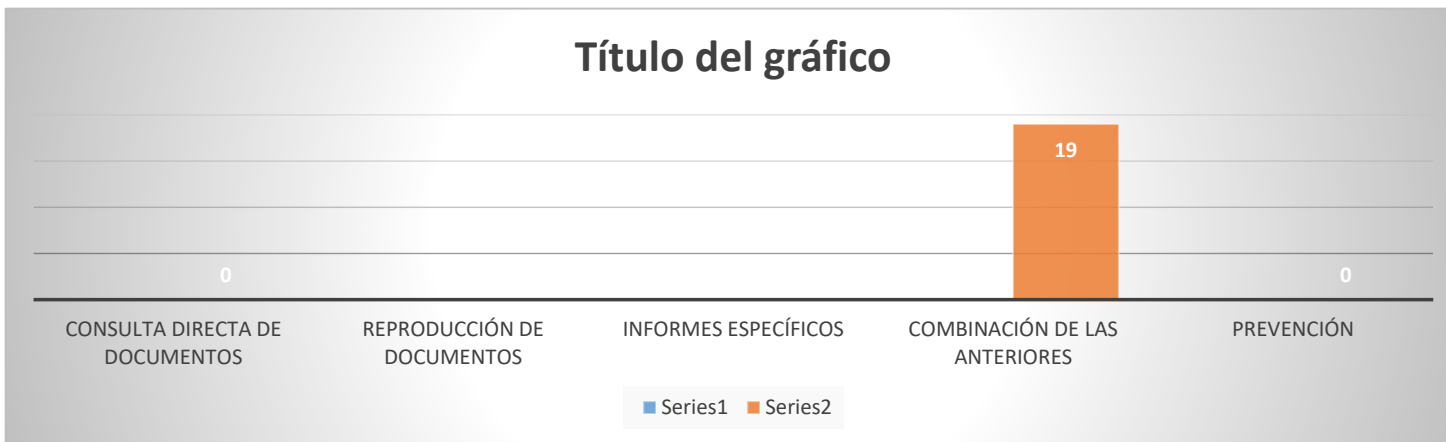 Título del gráfico
19
0
0
CONSULTA DIRECTA DE
DOCUMENTOS
REPRODUCCIÓN DE
DOCUMENTOS
INFORMES ESPECÍFICOS
COMBINACIÓN DE LAS
ANTERIORES
PREVENCIÓN
Series1 Series2